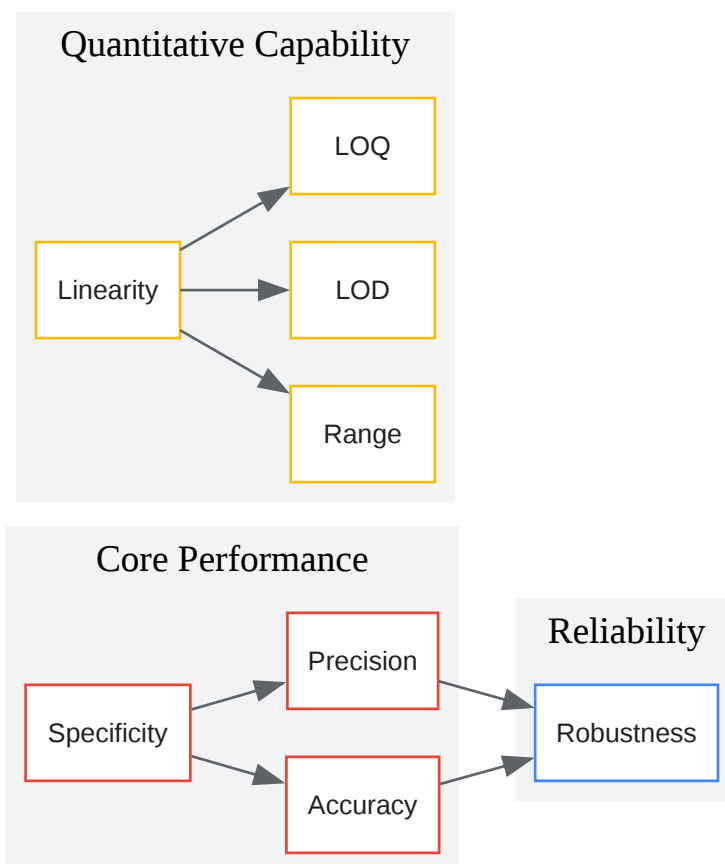 Quantitative Capability
LOQ
Linearity
LOD
Range
Core Performance
Reliability
Precision
Specificity
Robustness
Accuracy